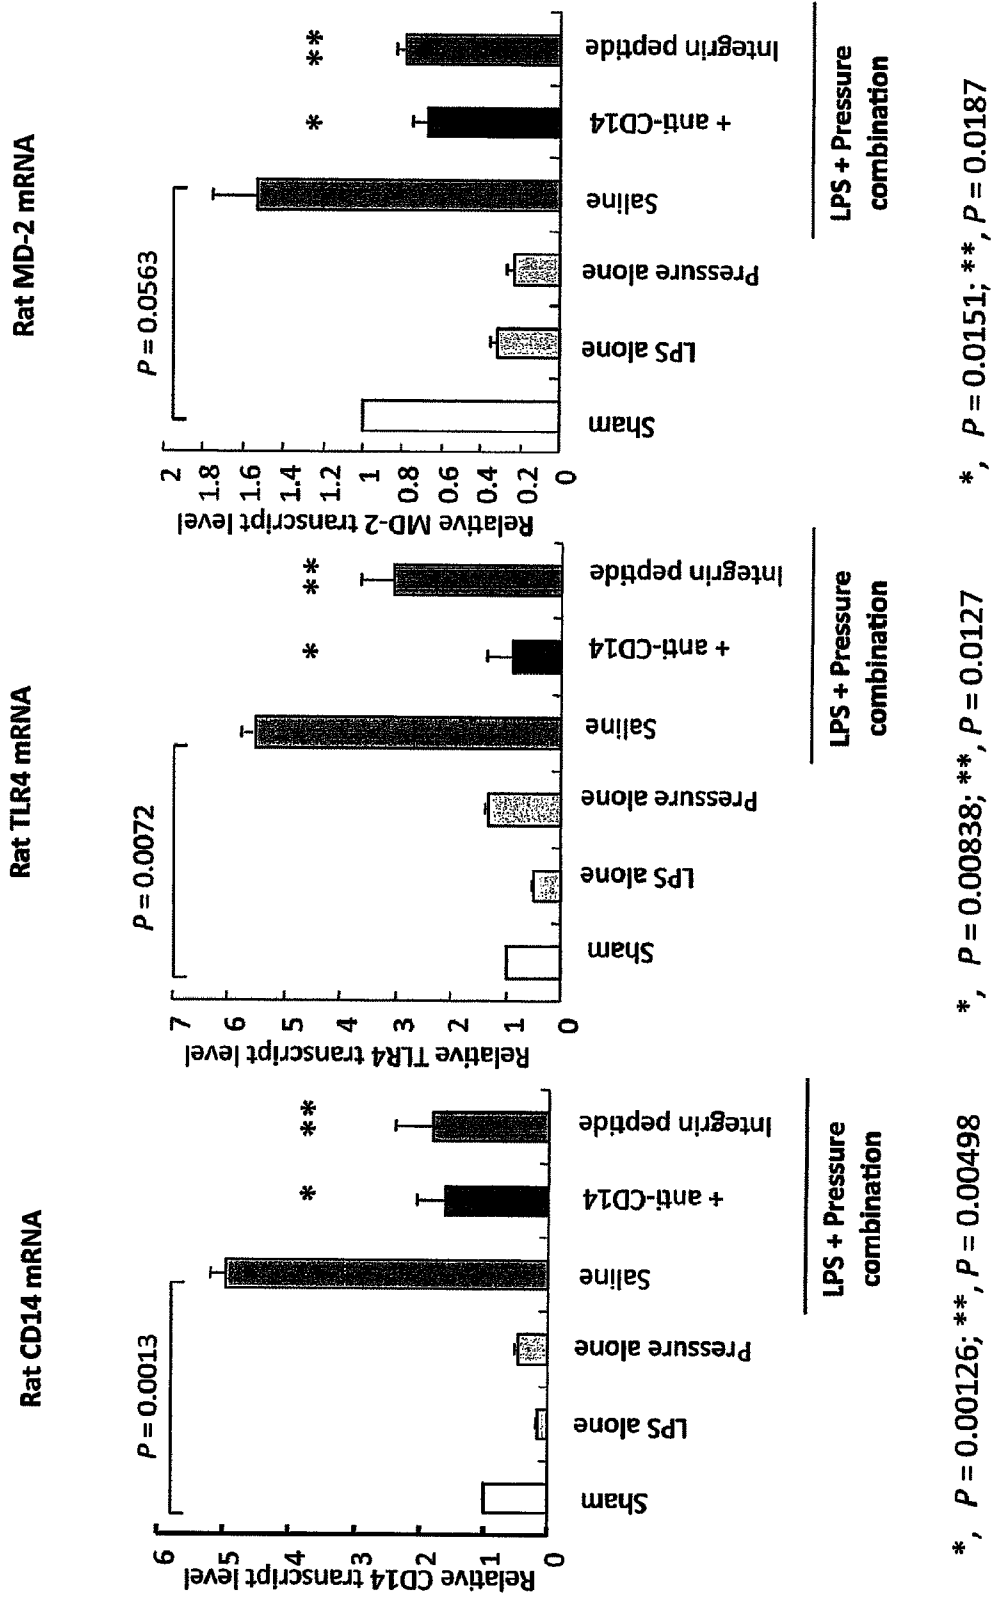 Rat CD14 mRNA
P = 0.0013
Relative CD14 transcript level
6
5
4
3
2
1
0
Sham
LPS alone
Pressure alone
Saline
+ anti-CD14
Integrin peptide
LPS + Pressure
combination
*, P = 0.00126; **, P = 0.00498
* **
Rat TLR4 mRNA
P = 0.0072
Relative TLR4 transcript level
7
6
5
4
3
2
1
0
Sham
LPS alone
Pressure alone
Saline
+ anti-CD14
Integrin peptide
LPS + Pressure
combination
*, P = 0.00838; **, P = 0.0127
* **
Rat MD-2 mRNA
P = 0.0563
Relative MD-2 transcript level
2
1.8
1.6
1.4
1.2
1
0.8
0.6
0.4
0.2
0
Sham
LPS alone
Pressure alone
Saline
+ anti-CD14
Integrin peptide
LPS + Pressure
combination
*, P = 0.0151; **, P = 0.0187
* **